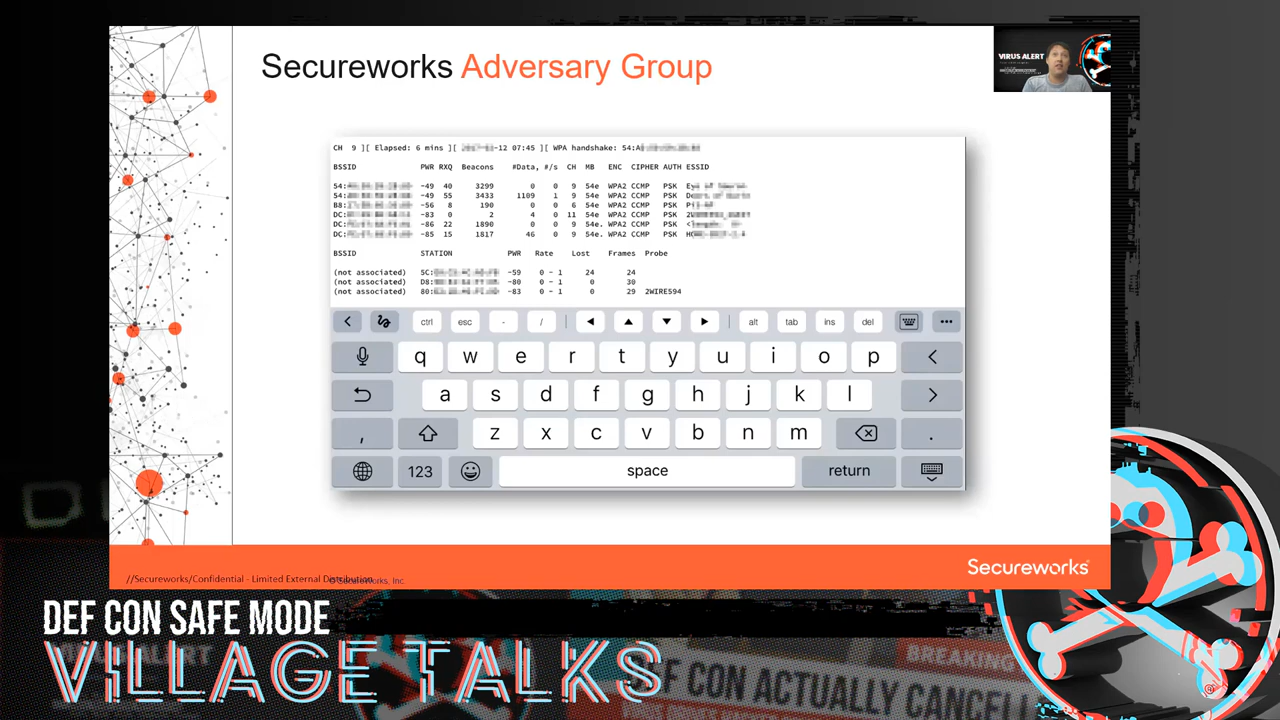 Secureworks Adversary Group
VIRUS ALERT
CH 9 ][ Elapsed: 6 mins ][ -12 07:45 ][ WPA handshake: 54:
BSSID PWR RXQ Beacons #Data, #/s CH MB ENC CIPHER AUTH ESSID
54: -49 40 3299 0 0 9 54e WPA2 CCMP PSK
54: -49 55 3433 1109 1 9 54e WPA2 CCMP PSK
B8: -56 8 190 0 0 6 54e WPA2 CCMP PSK
DC: -83 0 2 4 0 11 54e WPA2 CCMP PSK
DC: -86 22 1890 0 0 9 54e. WPA2 CCMP PSK
DC: -85 15 1817 46 0 9 54e. WPA2 CCMP PSK
BSSID STATION PWR Rate Lost Frames Probe
(not associated) 5C: -59 0 - 1 24 24
(not associated) D8: -80 0 - 1 0 30
(not associated) 80: -83 0 - 1 0 29 2WIRE594
ctrl esc - / alt tab ins del
q w e r t y u i o p <
a s d f g h j k l >
, z x c v b n m .
123 space return
Secureworks
//Secureworks/Confidential - Limited External Distribution
SecureWorks, Inc.
DEF CON SAFE MODE
VILLAGE TALKS
BREAKING
DEF CON ACTUALLY CANCELL